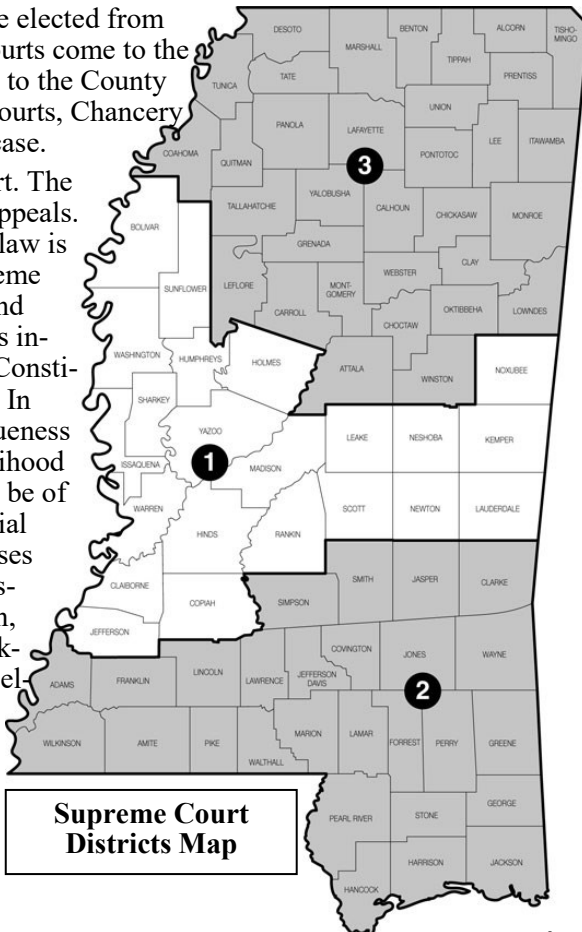 e elected from
ourts come to the
to the County
ourts, Chancery
case.
rt. The
ppeals.
law is
eme
nd
s in-
Consti-
In
ueness
ihood
be of
ial
ses
s-
n,
k-
el-
DESOTO
MARSHALL
BENTON
ALCORN
TISHO-
MINGO
TIPPAH
PRENTISS
TUNICA
TATE
UNION
PANOLA
LAFAYETTE
LEE
ITAWAMBA
COAHOMA
QUITMAN
PONTOTOC
3
YALOBUSHA
TALLAHATCHIE
CALHOUN
CHICKASAW
MONROE
BOLIVAR
GRENADA
CLAY
WEBSTER
SUNFLOWER
LEFLORE
MONT-
GOMERY
CARROLL
OKTIBBEHA
LOWNDES
CHOCTAW
WASHINGTON
HUMPHREYS
HOLMES
ATTALA
WINSTON
NOXUBEE
SHARKEY
YAZOO
LEAKE
NESHOBA
KEMPER
1
ISSAQUENA
MADISON
WARREN
SCOTT
NEWTON
LAUDERDALE
HINDS
RANKIN
CLAIBORNE
COPIAH
SIMPSON
SMITH
JASPER
CLARKE
JEFFERSON
COVINGTON
JONES
WAYNE
LINCOLN
LAWRENCE
JEFFERSON
DAVIS
ADAMS
FRANKLIN
2
WILKINSON
AMITE
PIKE
WALTHALL
MARION
LAMAR
FORREST
PERRY
GREENE
GEORGE
STONE
PEARL RIVER
HARRISON
JACKSON
HANCOCK
Supreme Court
Districts Map